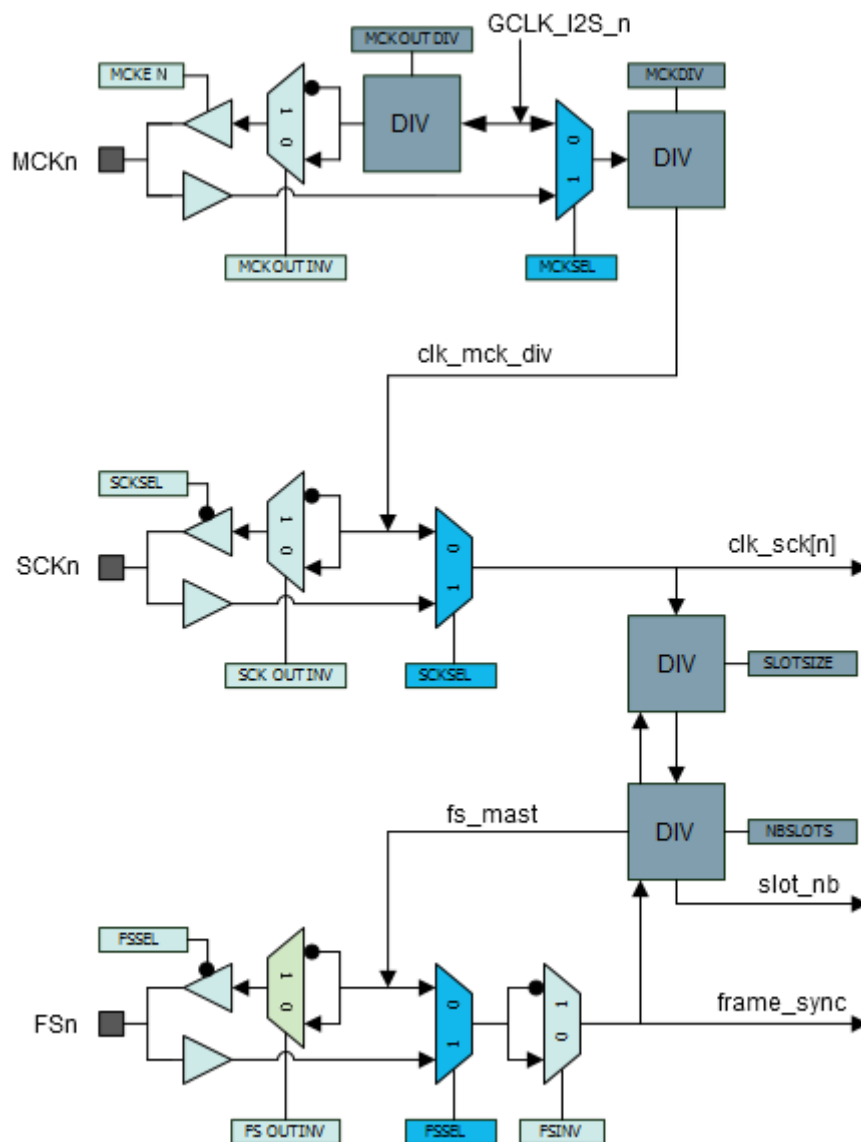 GCLK_I2S_n
MCKOUTDIV
MCKE N
MCKDIV
1 0
DIV
0 1
DIV
MCKn
MCKOUTINV
MCKSEL
clk_mck_div
SCKSEL
1 0
0 1
clk_sck[n]
SCKn
DIV
SLOTSIZE
SCK OUTINV
SCKSEL
fs_mast
DIV
NBSLOTS
slot_nb
FSSEL
1 0
0 1
1 0
frame_sync
FSn
FS OUTINV
FSSEL
FSINV